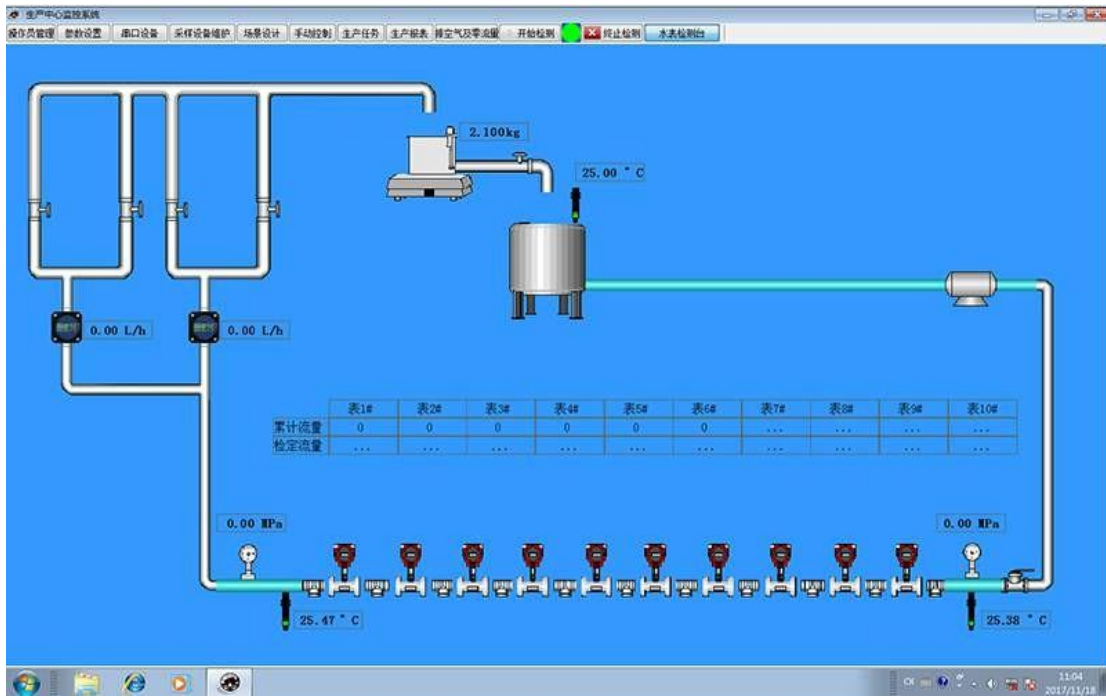 生产中心监控系统
操作员管理 参数设置 串口设备 采样设备维护 场景设计 手动控制 生产任务 生产报表 排空气及零流量 开始检测 终止检测 水表检测台
2.100kg
25.00 °C
0.00 L/h 0.00 L/h
表1# 表2# 表3# 表4# 表5# 表6# 表7# 表8# 表9# 表10#
累计流量 0 0 0 0 0 0 ... ... ... ...
检定流量 ... ... ... ... ... ... ... ... ... ...
0.00 MPa 0.00 MPa
25.47 °C 25.38 °C
CH
11:04
2017/11/18